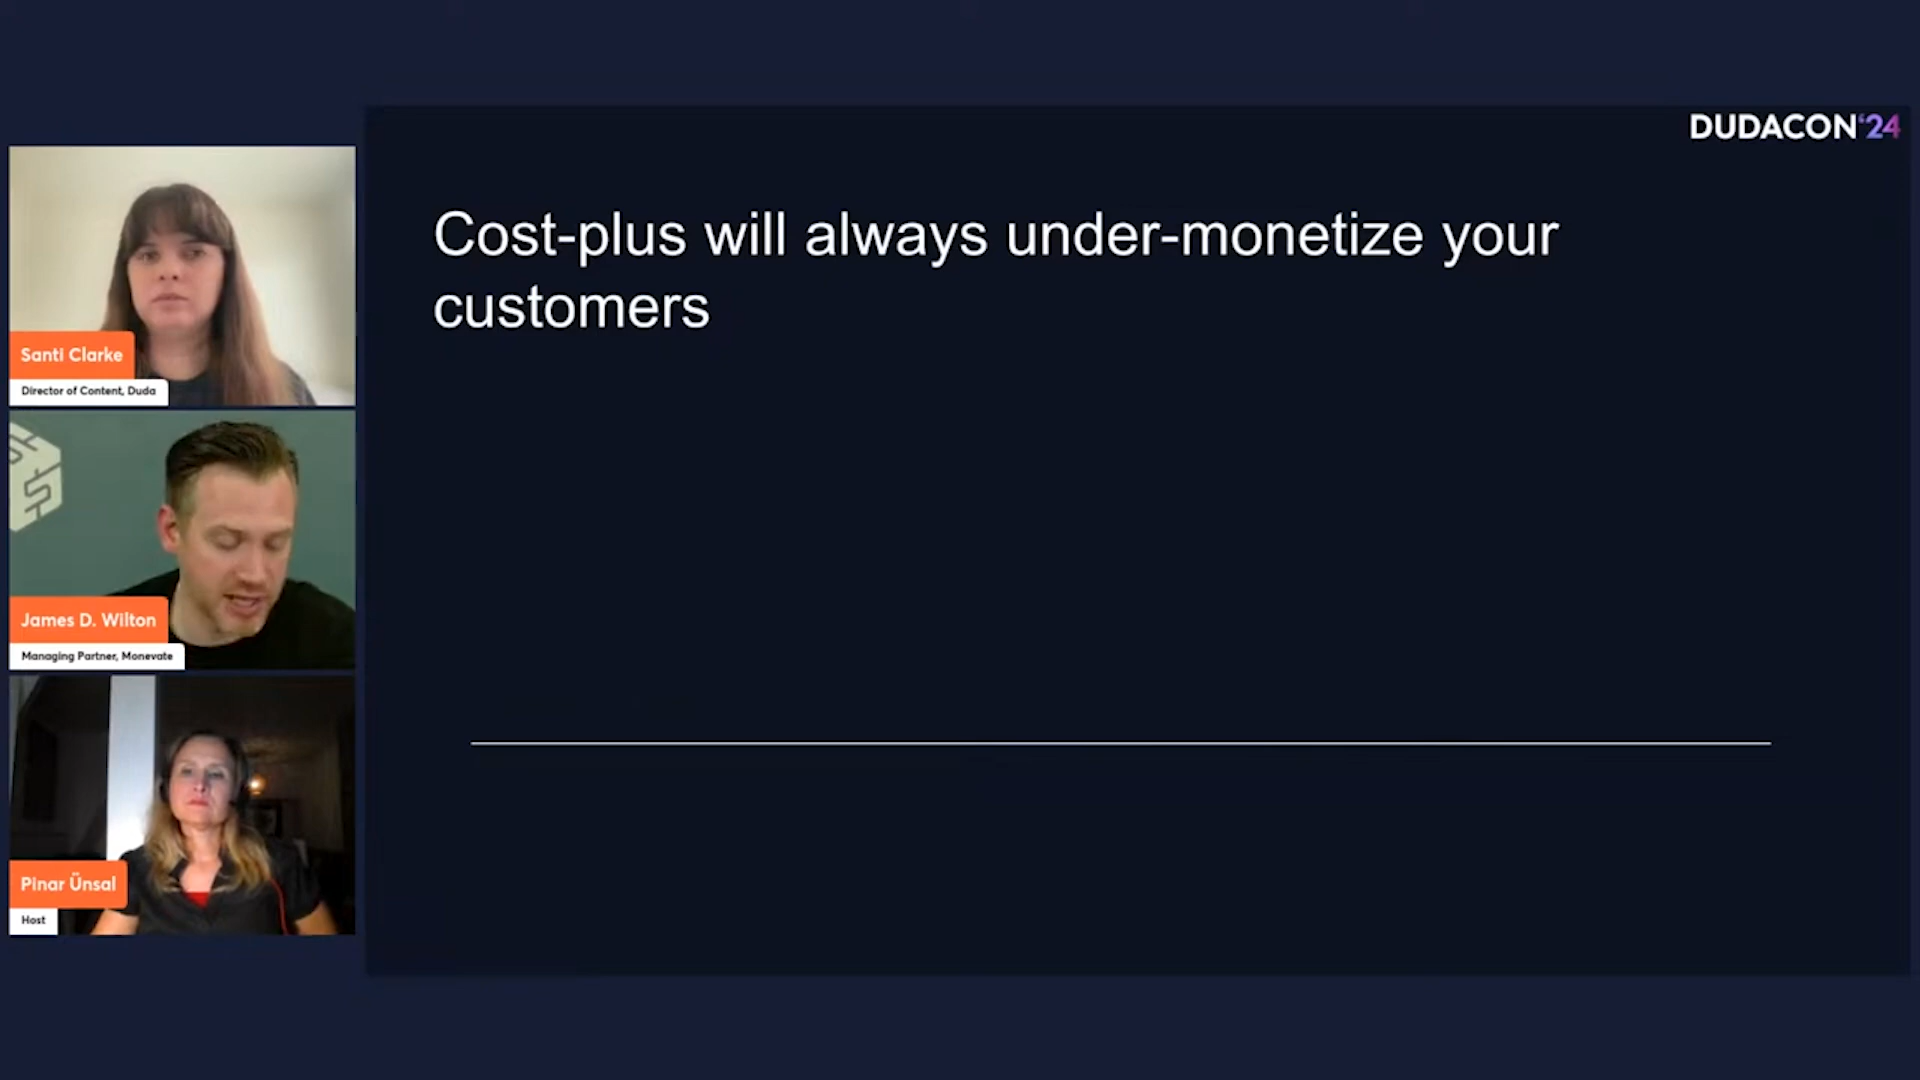 DUDACON'24
Cost-plus will always under-monetize your
customers
Santi Clarke
Director of Content, Duda
James D. Wilton
Managing Partner, Monevate
Pinar Ünsal
Host